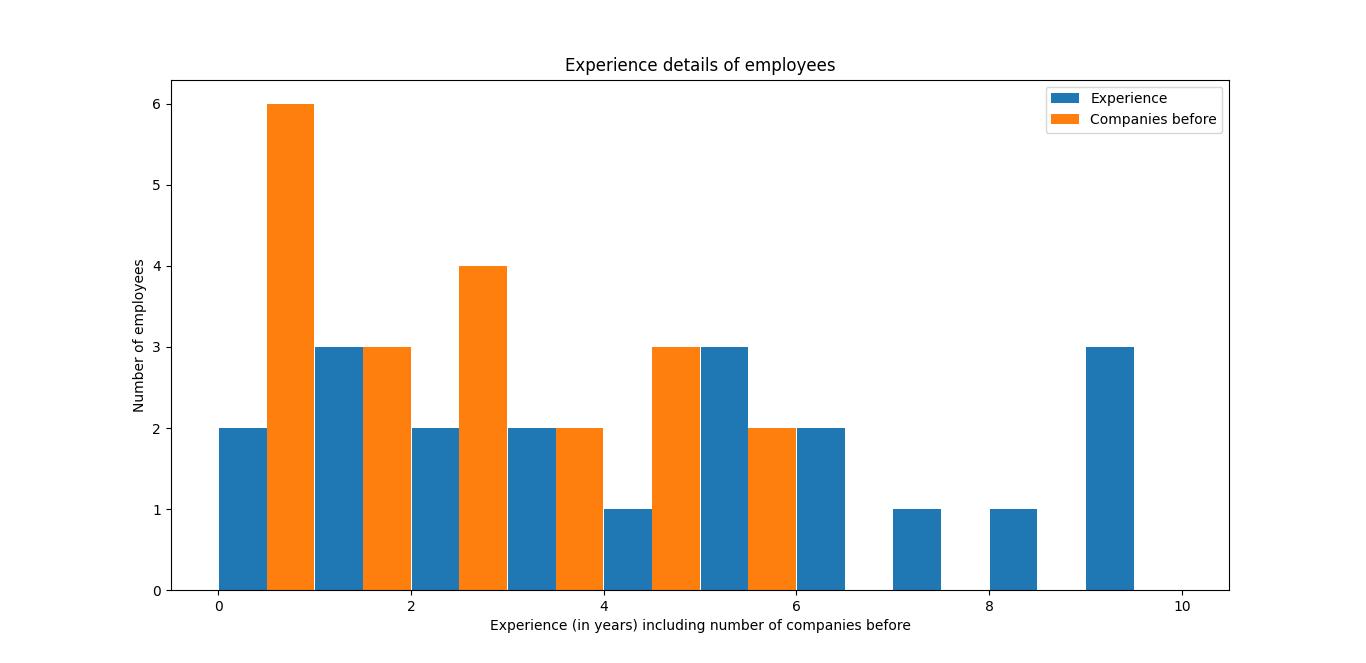 Experience details of employees
Experience
Companies before
6
5
4
3
2
1
0
Number of employees
0 2 4 6 8 10
Experience (in years) including number of companies before